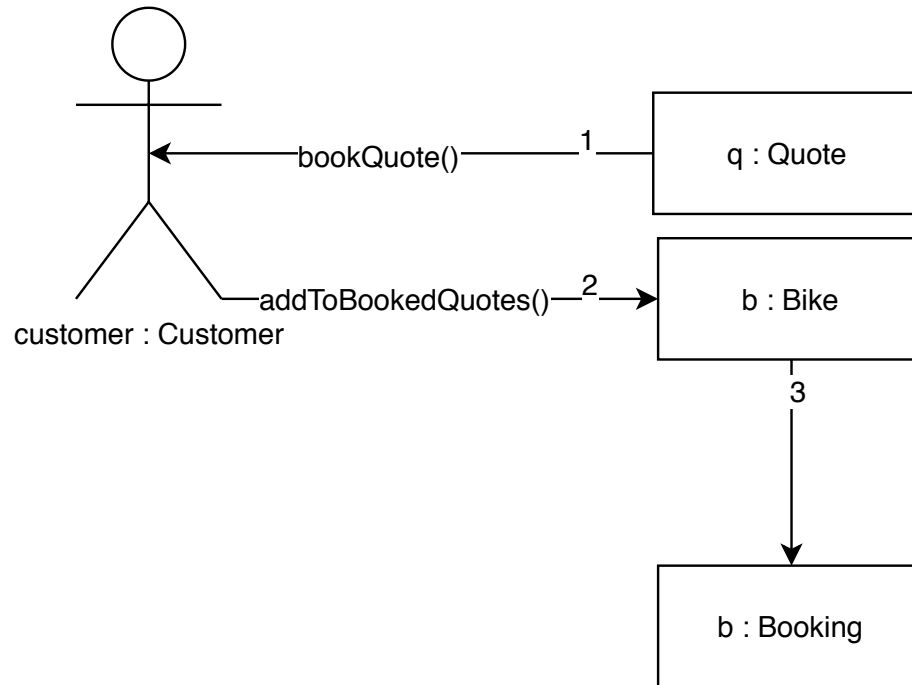 1
bookQuote()
q : Quote
addToBookedQuotes()
2
b : Bike
customer : Customer
3
b : Booking